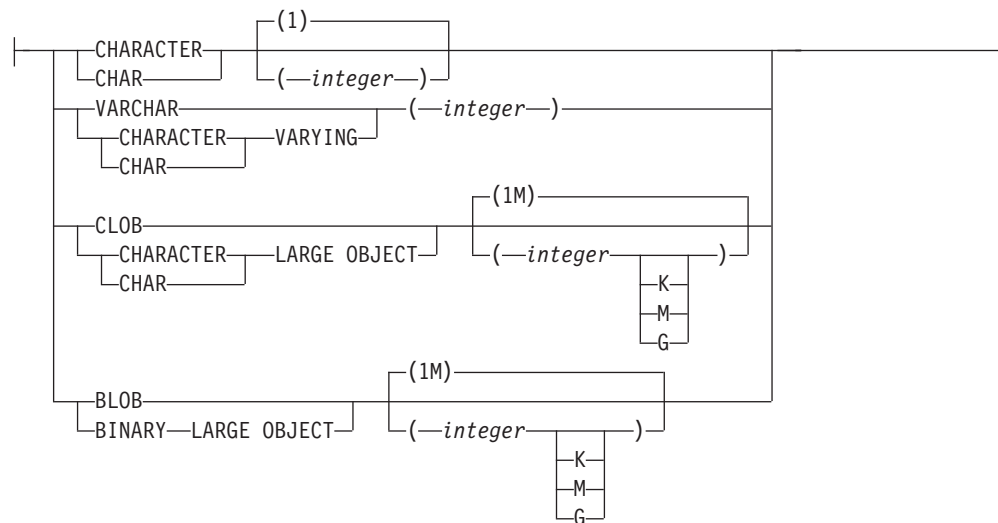 (1)
CHARACTER
CHAR ( integer )
VARCHAR ( integer )
CHARACTER VARYING
CHAR
(1M)
CLOB
CHARACTER LARGE OBJECT ( integer )
CHAR
K
M
G
(1M)
BLOB
BINARY LARGE OBJECT ( integer )
K
M
G